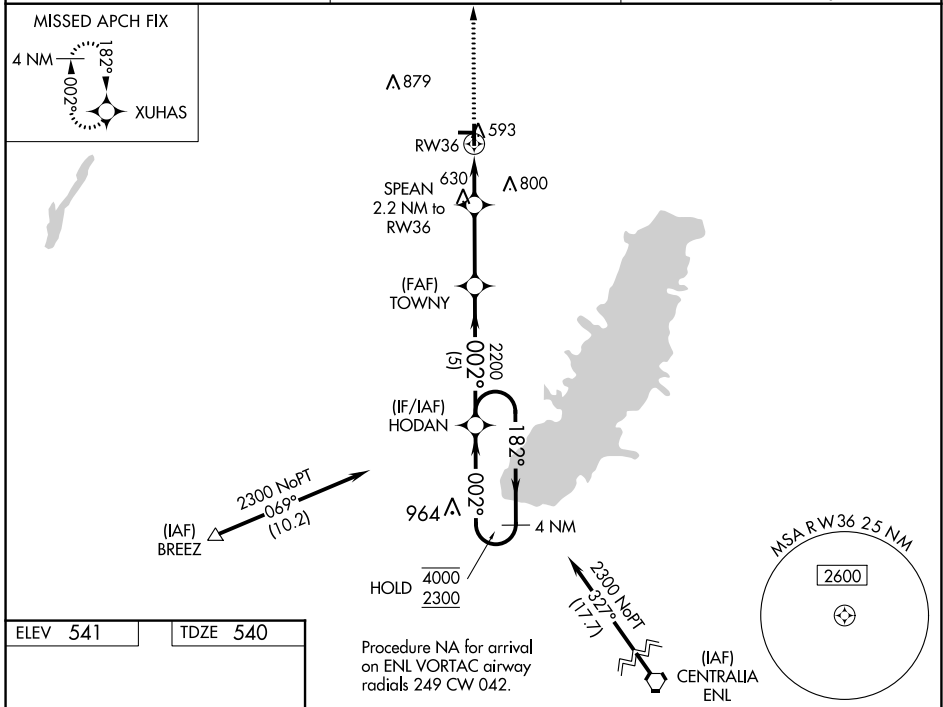 MISSED APCH FIX
4 NM
182°
002°
XUHAS
879
593
RW36
630
800
SPEAN
2.2 NM to
RW36
(FAF)
TOWNY
002°
2200
(5)
(IF/IAF)
HODAN
182°
002°
2300 NoPT
069°
(10.2)
(IAF)
BREEZ
964
4 NM
HOLD
4000
2300
2300 NoPT
327°
(17.7)
(IAF)
CENTRALIA
ENL
MSA RW36 25 NM
2600
ELEV 541
TDZE 540
Procedure NA for arrival
on ENL VORTAC airway
radials 249 CW 042.